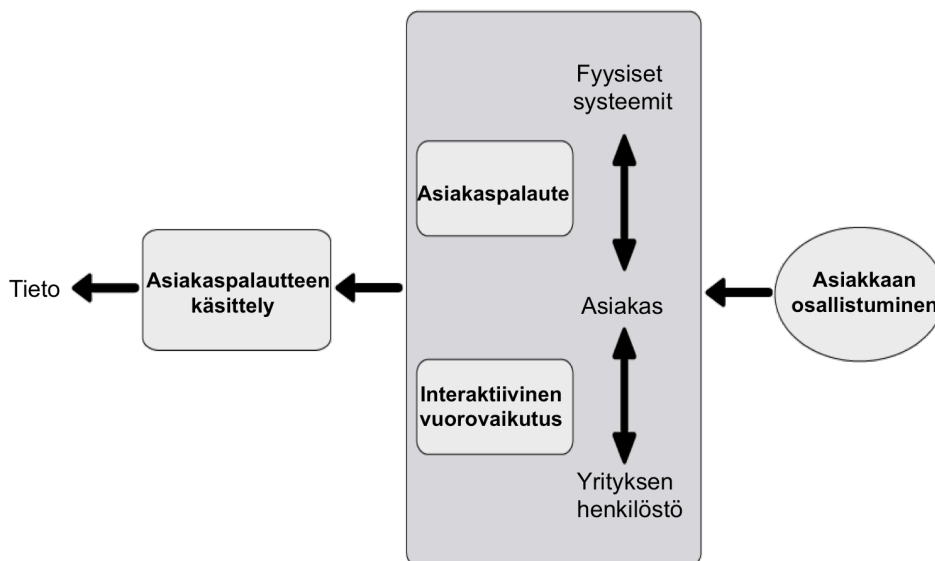 Fyysiset
systeemit
Asiakaspalaute
Tieto
Asiakaspalautteen
käsittely
Asiakas
Asiakkaan
osallistuminen
Interaktiivinen
vuorovaikutus
Yrityksen
henkilöstö